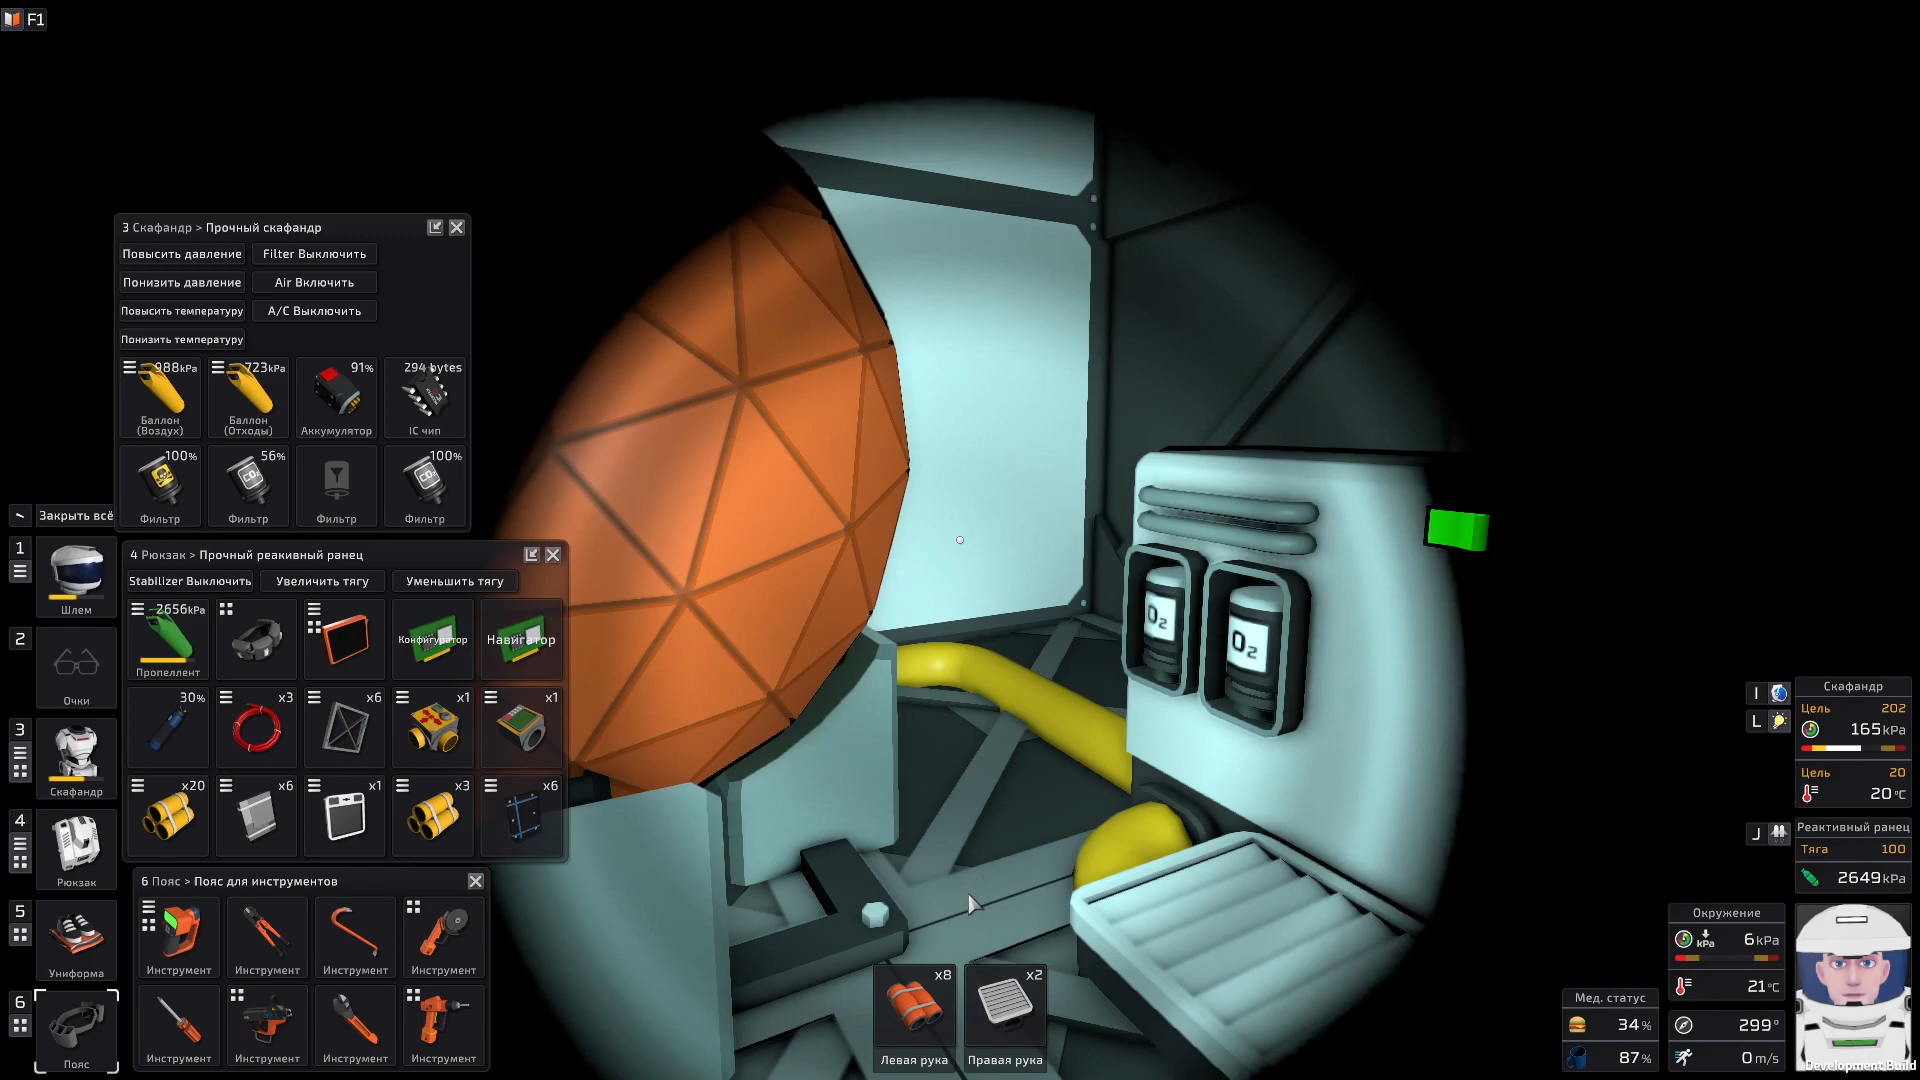 F1
3 Скафандр > Прочный скафандр
Повысить давление
Filter Выключить
Понизить давление
Air Включить
Повысить температуру
A/C Выключить
Понизить температуру
988kPa
723kPa
91%
294 bytes
Баллон (Воздух)
Баллон (Отходы)
Аккумулятор
IC чип
100%
56%
100%
CO₂
CO₂
Фильтр
Фильтр
Фильтр
Фильтр
Закрыть всё
1
Шлем
2
Очки
3
Скафандр
4
Рюкзак
5
Униформа
6
Пояс
4 Рюкзак > Прочный реакивный ранец
Stabilizer Выключить
Увеличить тягу
Уменьшить тягу
2656kPa
Пропеллент
Конфигуратор
Навигатор
30%
x3
x6
x1
x1
x20
x6
x1
x3
x6
6 Пояс > Пояс для инструментов
Инструмент
Инструмент
Инструмент
Инструмент
Инструмент
Инструмент
Инструмент
Инструмент
O₂
O₂
x8
x2
Левая рука
Правая рука
I
L
Скафандр
Цель 202
165kPa
Цель 20
20°C
J
Реактивный ранец
Тяга 100
2649kPa
Окружение
kPa
6kPa
21°C
Мед. статус
34%
299°
87%
0m/s
Development Build